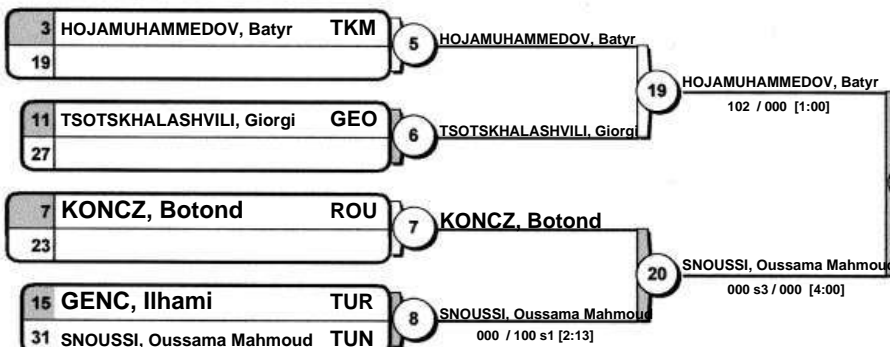 3 HOJAMUHAMMEDOV, Batyr TKM
19
5
HOJAMUHAMMEDOV, Batyr
11 TSOTSKHALASHVILI, Giorgi GEO
27
6
TSOTSKHALASHVILI, Giorgi
19
HOJAMUHAMMEDOV, Batyr
102 / 000 [1:00]
7 KONCZ, Botond ROU
23
7
KONCZ, Botond
15 GENC, Ilhami TUR
31 SNOUSSI, Oussama Mahmoud TUN
8
SNOUSSI, Oussama Mahmoud
000 / 100 s1 [2:13]
20
SNOUSSI, Oussama Mahmoud
000 s3 / 000 [4:00]